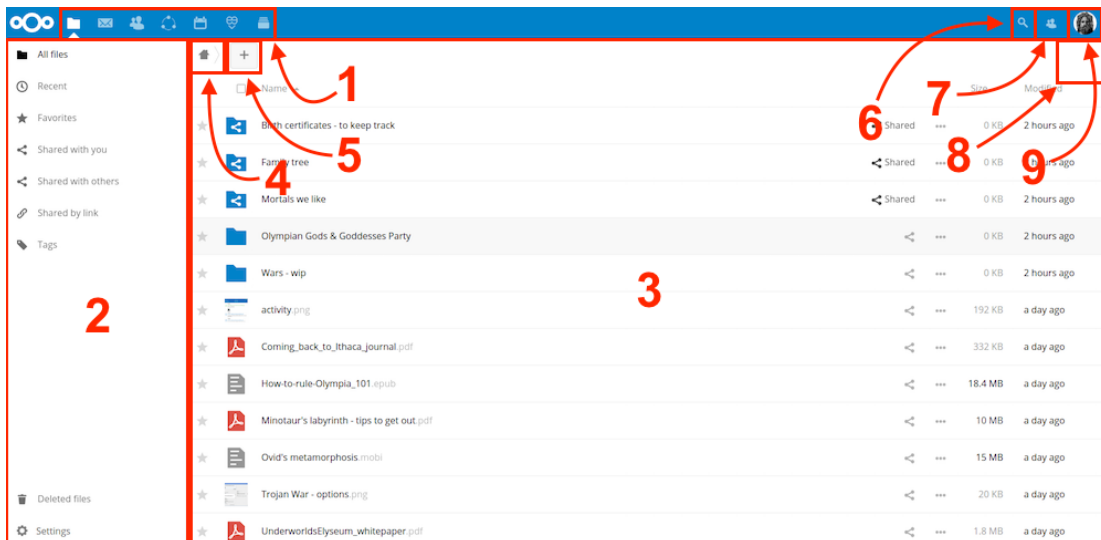 All files
Recent
Favorites
Shared with you
Shared with others
Shared by link
Tags
Deleted files
Settings
1
2
3
4
5
6
7
8
9
+
Name Size Modified
Birth certificates - to keep track Shared ... 0 KB 2 hours ago
Family tree Shared ... 0 KB hours ago
Mortals we like Shared ... 0 KB 2 hours ago
Olympian Gods & Goddesses Party ... 0 KB 2 hours ago
Wars - wip ... 0 KB 2 hours ago
activity.png ... 192 KB a day ago
Coming_back_to_Ithaca_journal.pdf ... 332 KB a day ago
How-to-rule-Olympia_101.epub ... 18.4 MB a day ago
Minotaur's labyrinth - tips to get out.pdf ... 10 MB a day ago
Ovid's metamorphosis.mobi ... 15 MB a day ago
Trojan War - options.png ... 20 KB a day ago
UnderworldsElyseum_whitepaper.pdf ... 1.8 MB a day ago